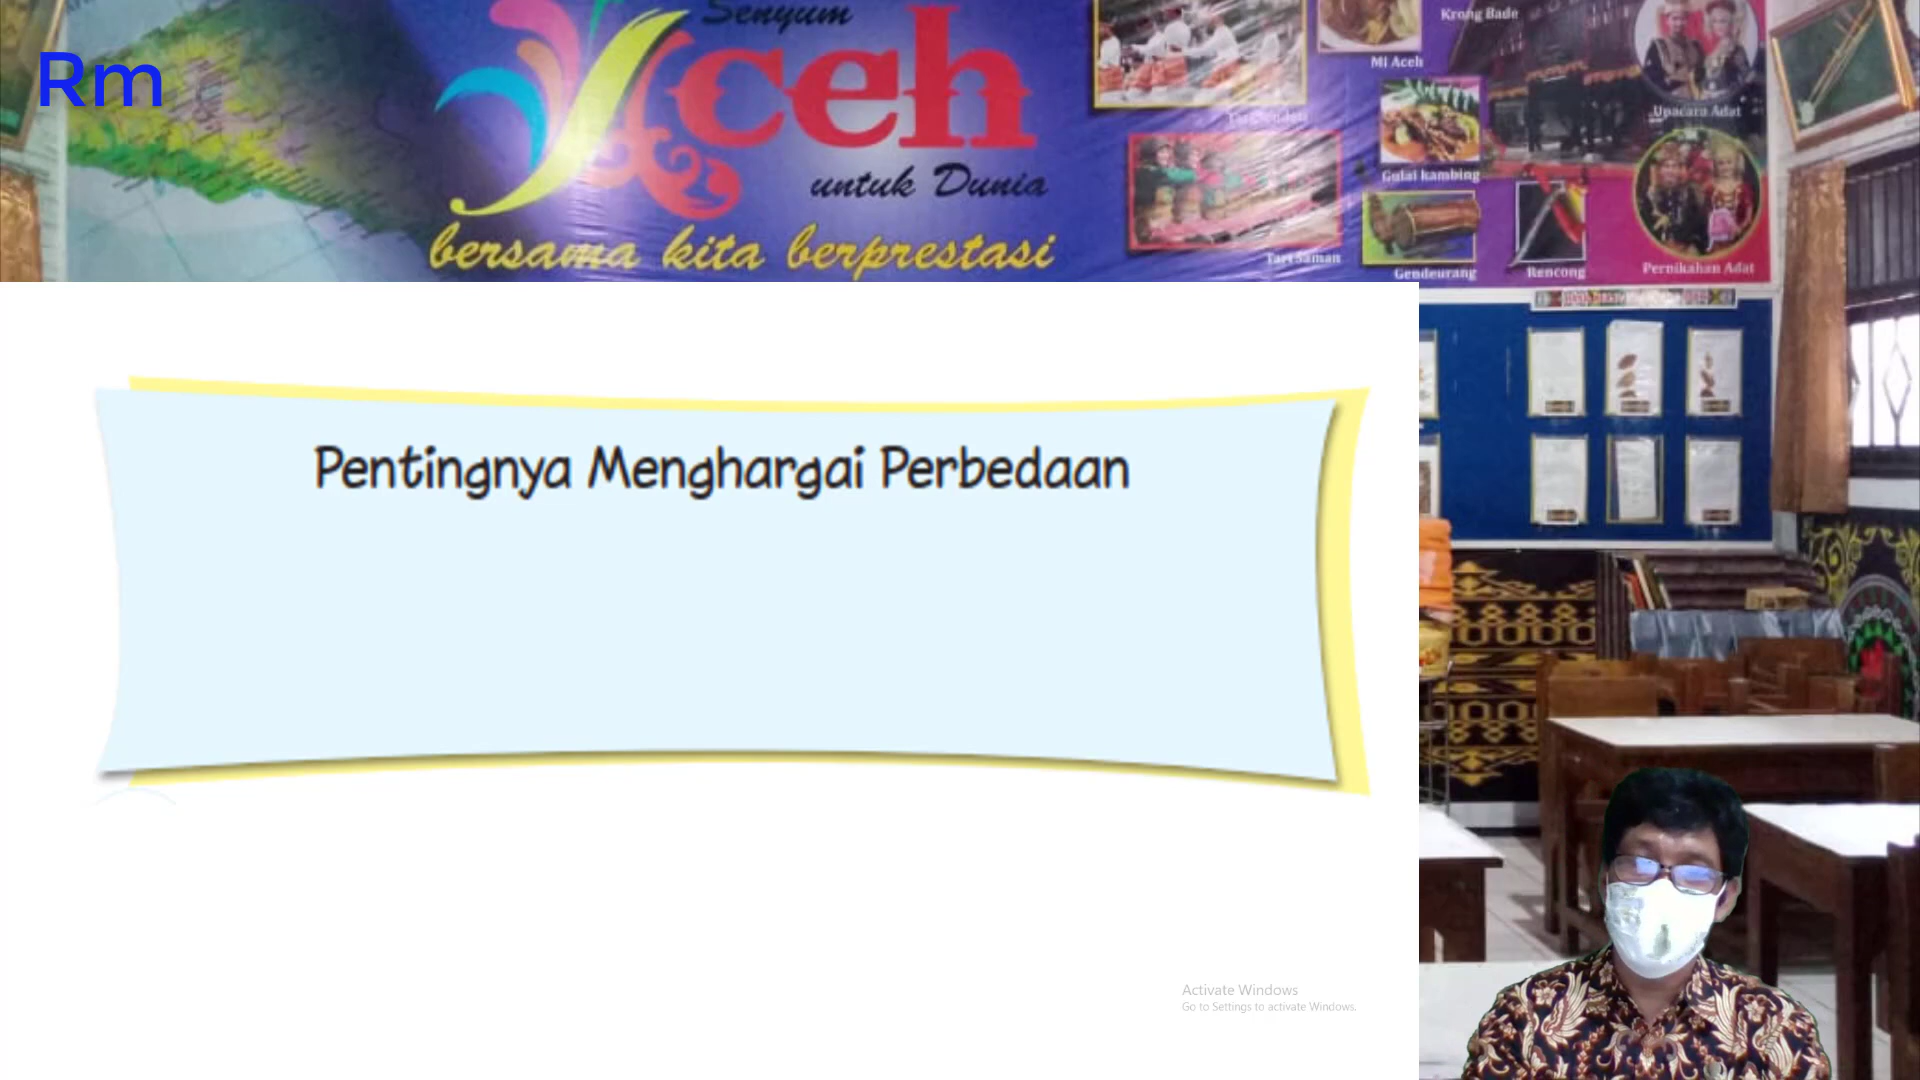 Rm
Senyum
Aceh
untuk Dunia
bersama kita berprestasi
Krong Bade
Mi Aceh
Upacara Adat
Gulai kambing
Tari Saman
Gendeurang
Rencong
Pernikahan Adat
Pentingnya Menghargai Perbedaan
Activate Windows
Go to Settings to activate Windows.